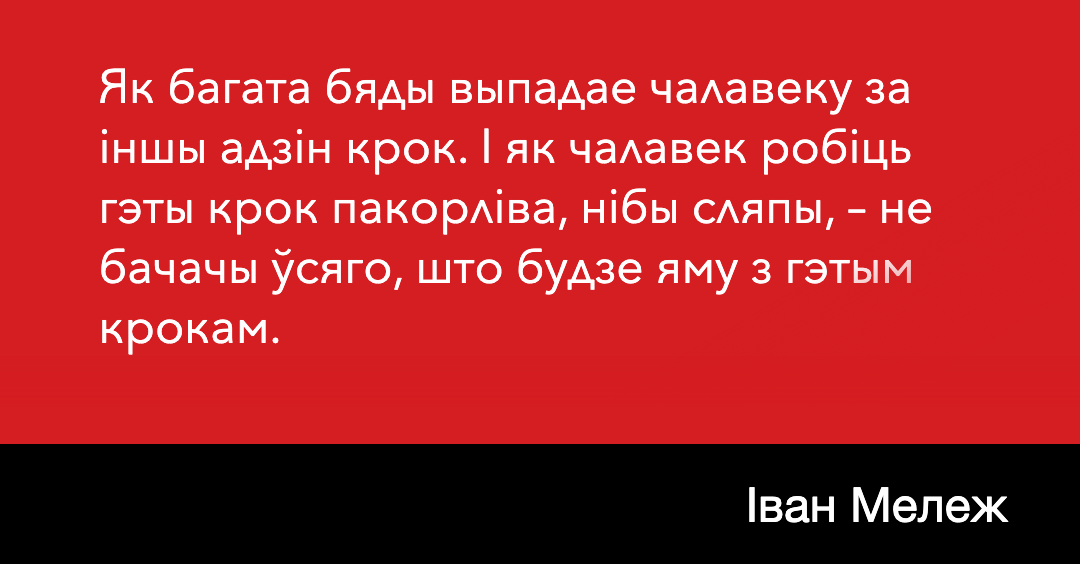 Як багата бяды выпадае чалавеку за
іншы адзін крок. І як чалавек робіць
гэты крок пакорліва, нібы сляпы, – не
бачачы ўсяго, што будзе яму з гэтым
крокам.
Іван Мележ